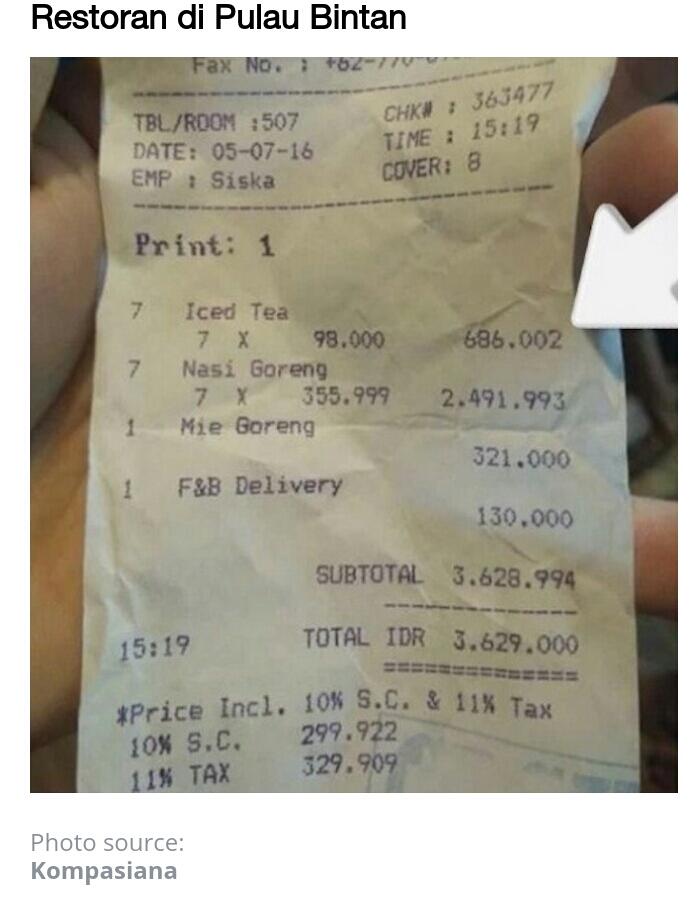 Restoran di Pulau Bintan
Fax No. : +62-770-
TBL/ROOM :507 CHK# : 363477
DATE: 05-07-16 TIME : 15:19
EMP : Siska COVER: 8
Print: 1
7 Iced Tea
7 X 98.000 686.002
7 Nasi Goreng
7 X 355.999 2.491.993
1 Mie Goreng
321.000
1 F&B Delivery
130.000
SUBTOTAL 3.628.994
15:19 TOTAL IDR 3.629.000
*Price Incl. 10% S.C. & 11% Tax
10% S.C. 299.922
11% TAX 329.909
Photo source:
Kompasiana